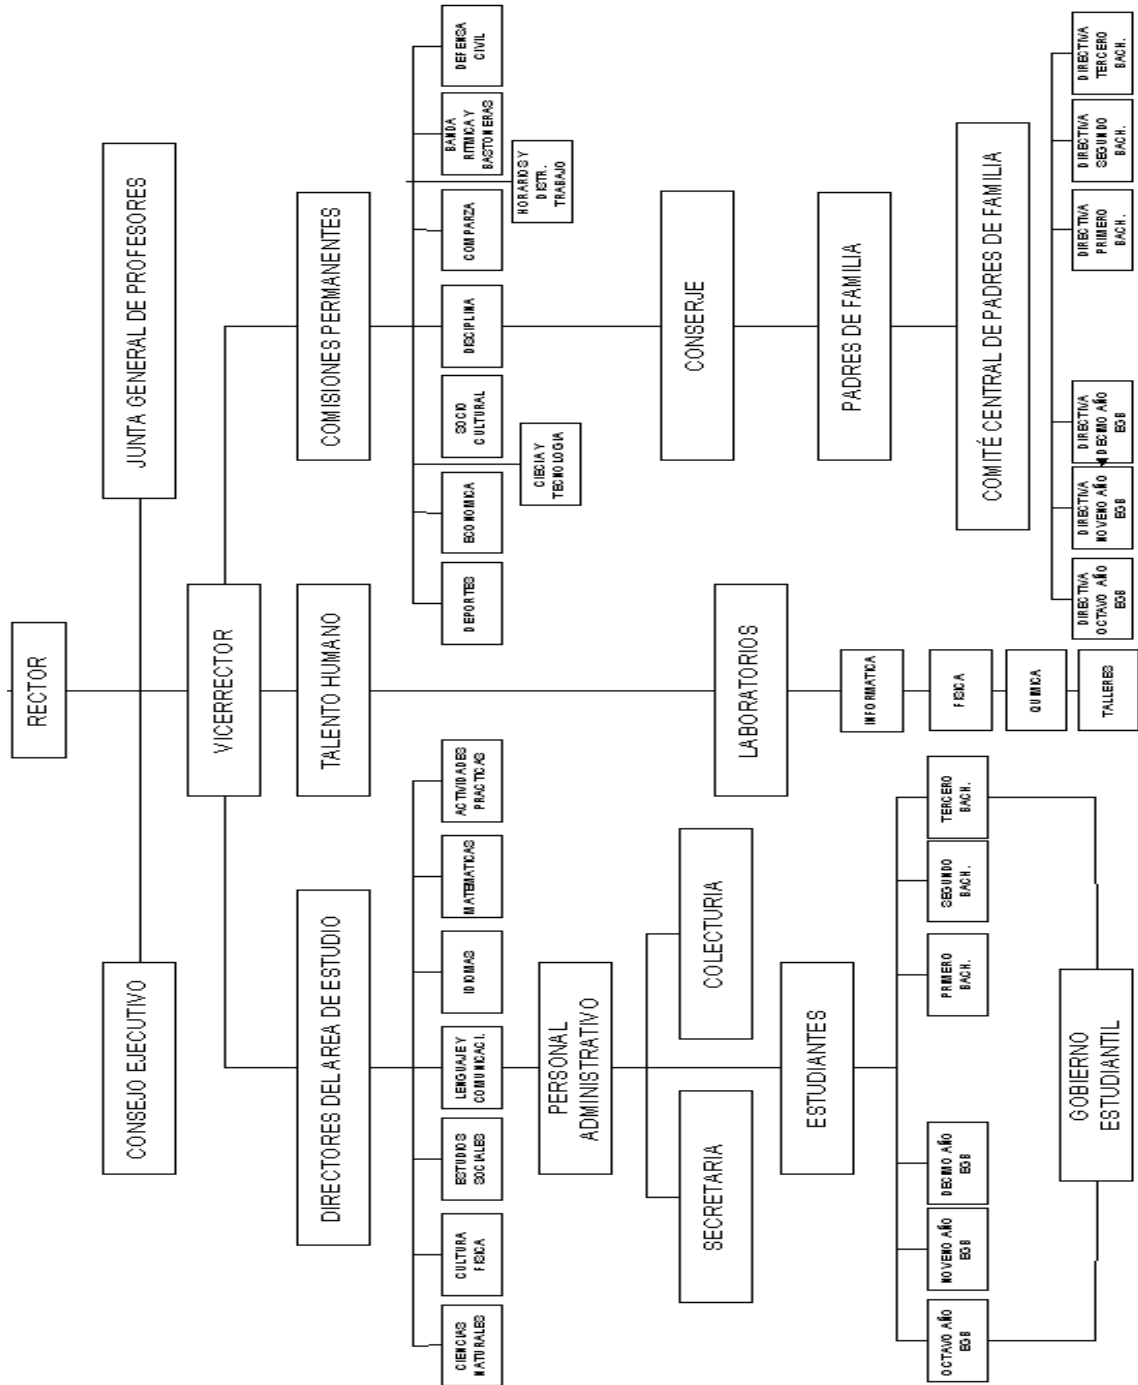 RECTOR
CONSEJO EJECUTIVO
JUNTA GENERAL DE PROFESORES
VICERRECTOR
DIRECTORES DEL AREA DE ESTUDIO
TALENTO HUMANO
COMISIONES PERMANENTES
CIENCIAS
NATURALES
CULTURA
FISICA
ESTUDIOS
SOCIALES
LENGUAJE Y
COMUNICACI.
IDIOMAS
MATEMATICAS
ACTIVIDADES
PRACTICAS
DEPORTES
ECONOMICA
SOCIO
CULTURAL
DISCIPLINA
COMPARZA
BANDA
RITMICA Y
BASTONERAS
DEFENSA
CIVIL
CIECIA Y
TECNOLOGIA
HORARIOS Y
DISTR.
TRABAJO
PERSONAL
ADMINISTRATIVO
SECRETARIA
COLECTURIA
LABORATORIOS
CONSERJE
ESTUDIANTES
INFORMATICA
PADRES DE FAMILIA
OCTAVO AÑO
EGB
NOVENO AÑO
EGB
DECIMO AÑO
EGB
PRIMERO
BACH.
SEGUNDO
BACH.
TERCERO
BACH.
FISICA
QUIMICA
TALLERES
COMITÉ CENTRAL DE PADRES DE FAMILIA
GOBIERNO
ESTUDIANTIL
DIRECTIVA
OCTAVO AÑO
EGB
DIRECTIVA
NOVENO AÑO
EGB
DIRECTIVA
DECIMO AÑO
EGB
DIRECTIVA
PRIMERO
BACH.
DIRECTIVA
SEGUNDO
BACH.
DIRECTIVA
TERCERO
BACH.